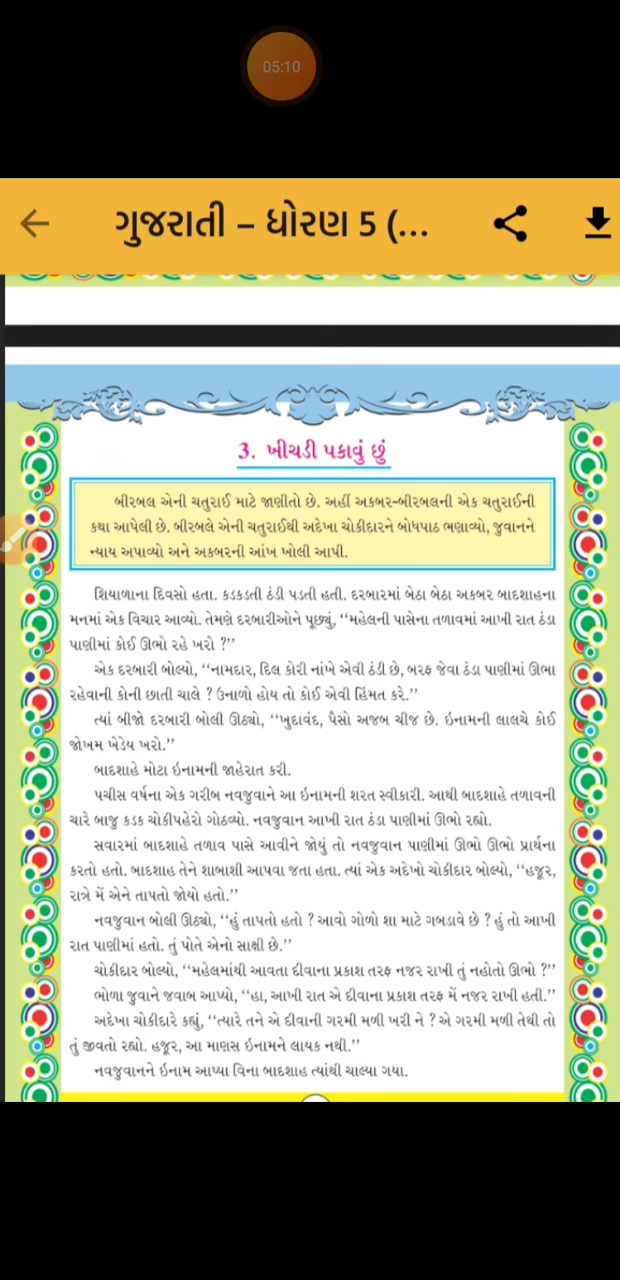 05:10
ગુજરાતી – ધોરણ 5 (...
3. ખીચડી પકાવું છું
બીરબલ એની ચતુરાઈ માટે જાણીતો છે. અહીં અકબર-બીરબલની એક ચતુરાઈની
કથા આપેલી છે. બીરબલે એની ચતુરાઈથી અદેખા ચોકીદારને બોધપાઠ ભણાવ્યો, જુવાનને
ન્યાય અપાવ્યો અને અકબરની આંખ ખોલી આપી.
શિયાળાના દિવસો હતા. કડકડતી ઠંડી પડતી હતી. દરબારમાં બેઠા બેઠા અકબર બાદશાહના
મનમાં એક વિચાર આવ્યો. તેમણે દરબારીઓને પૂછ્યું, ‘‘મહેલની પાસેના તળાવમાં આખી રાત ઠંડા
પાણીમાં કોઈ ઊભો રહે ખરો ?’’
એક દરબારી બોલ્યો, ‘‘નામદાર, દિલ કોરી નાંખે એવી ઠંડી છે, બરફ જેવા ઠંડા પાણીમાં ઊભા
રહેવાની કોની છાતી ચાલે ? ઉનાળો હોય તો કોઈ એવી હિંમત કરે.’’
ત્યાં બીજો દરબારી બોલી ઊઠ્યો, ‘‘ખુદાવંદ, પૈસો અજબ ચીજ છે. ઇનામની લાલચે કોઈ
જોખમ ખેડેય ખરો.’’
બાદશાહે મોટા ઇનામની જાહેરાત કરી.
પચીસ વર્ષના એક ગરીબ નવજુવાને આ ઇનામની શરત સ્વીકારી. આથી બાદશાહે તળાવની
ચારે બાજુ કડક ચોકીપહેરો ગોઠવ્યો. નવજુવાન આખી રાત ઠંડા પાણીમાં ઊભો રહ્યો.
સવારમાં બાદશાહે તળાવ પાસે આવીને જોયું તો નવજુવાન પાણીમાં ઊભો ઊભો પ્રાર્થના
કરતો હતો. બાદશાહ તેને શાબાશી આપવા જતા હતા. ત્યાં એક અદેખો ચોકીદાર બોલ્યો, ‘‘હજૂર,
રાત્રે મેં એને તાપતો જોયો હતો.’’
નવજુવાન બોલી ઊઠ્યો, ‘‘હું તાપતો હતો ? આવો ગોળો શા માટે ગબડાવે છે ? હું તો આખી
રાત પાણીમાં હતો. તું પોતે એનો સાક્ષી છે.’’
ચોકીદાર બોલ્યો, ‘‘મહેલમાંથી આવતા દીવાના પ્રકાશ તરફ નજર રાખી તું નહોતો ઊભો ?’’
ભોળા જુવાને જવાબ આપ્યો, ‘‘હા, આખી રાત એ દીવાના પ્રકાશ તરફ મેં નજર રાખી હતી.’’
અદેખા ચોકીદારે કહ્યું, ‘‘ત્યારે તને એ દીવાની ગરમી મળી ખરી ને ? એ ગરમી મળી તેથી તો
તું જીવતો રહ્યો. હજૂર, આ માણસ ઇનામને લાયક નથી.’’
નવજુવાનને ઇનામ આપ્યા વિના બાદશાહ ત્યાંથી ચાલ્યા ગયા.